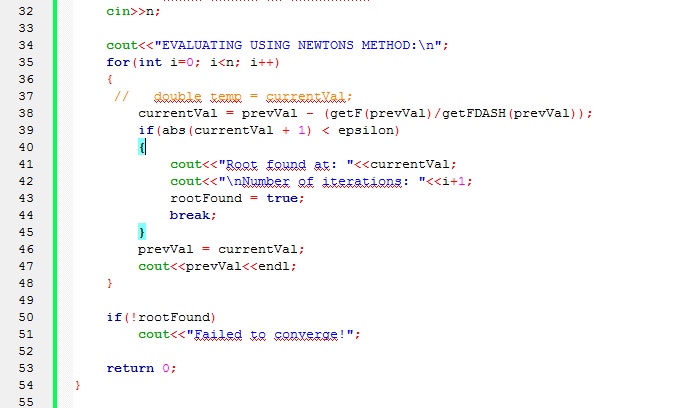 32 cin>>n;
33
34 cout<<"EVALUATING USING NEWTONS METHOD:\n";
35 for(int i=0; i<n; i++)
36 {
37 // double temp = currentVal;
38 currentVal = prevVal - (getF(prevVal)/getFDASH(prevVal));
39 if(abs(currentVal + 1) < epsilon)
40 {
41 cout<<"Root found at: "<<currentVal;
42 cout<<"\nNumber of iterations: "<<i+1;
43 rootFound = true;
44 break;
45 }
46 prevVal = currentVal;
47 cout<<prevVal<<endl;
48 }
49
50 if(!rootFound)
51 cout<<"Failed to converge!";
52
53 return 0;
54 }
55